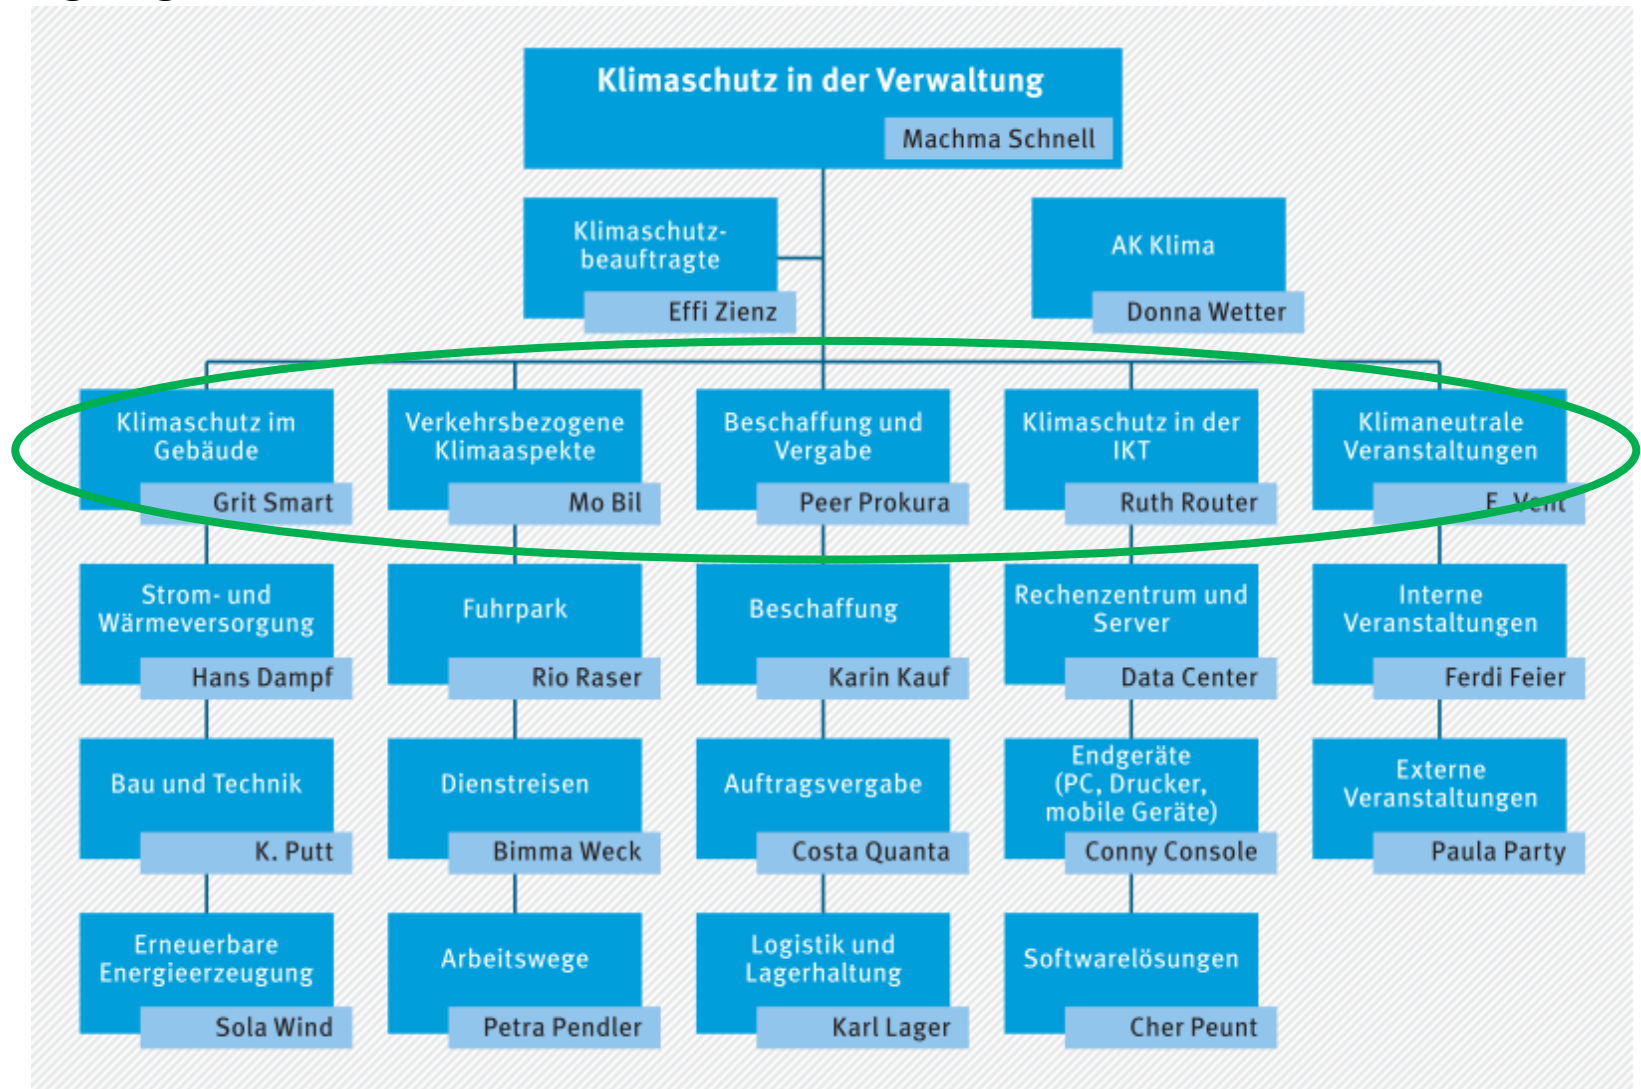 Klimaschutz in der Verwaltung
Machma Schnell
Klimaschutz-
beauftragte
Effi Zienz
AK Klima
Donna Wetter
Klimaschutz im
Gebäude
Grit Smart
Verkehrsbezogene
Klimaaspekte
Mo Bil
Beschaffung und
Vergabe
Peer Prokura
Klimaschutz in der
IKT
Ruth Router
Klimaneutrale
Veranstaltungen
E. Vent
Strom- und
Wärmeversorgung
Hans Dampf
Fuhrpark
Rio Raser
Beschaffung
Karin Kauf
Rechenzentrum und
Server
Data Center
Interne
Veranstaltungen
Ferdi Feier
Bau und Technik
K. Putt
Dienstreisen
Bimma Weck
Auftragsvergabe
Costa Quanta
Endgeräte
(PC, Drucker,
mobile Geräte)
Conny Console
Externe
Veranstaltungen
Paula Party
Erneuerbare
Energieerzeugung
Sola Wind
Arbeitswege
Petra Pendler
Logistik und
Lagerhaltung
Karl Lager
Softwarelösungen
Cher Peunt